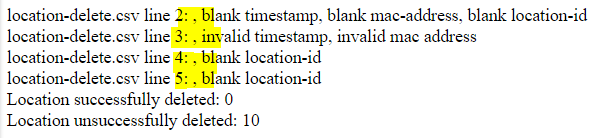 location-delete.csv line 2: , blank timestamp, blank mac-address, blank location-id
location-delete.csv line 3: , invalid timestamp, invalid mac address
location-delete.csv line 4: , blank location-id
location-delete.csv line 5: , blank location-id
Location successfully deleted: 0
Location unsuccessfully deleted: 10